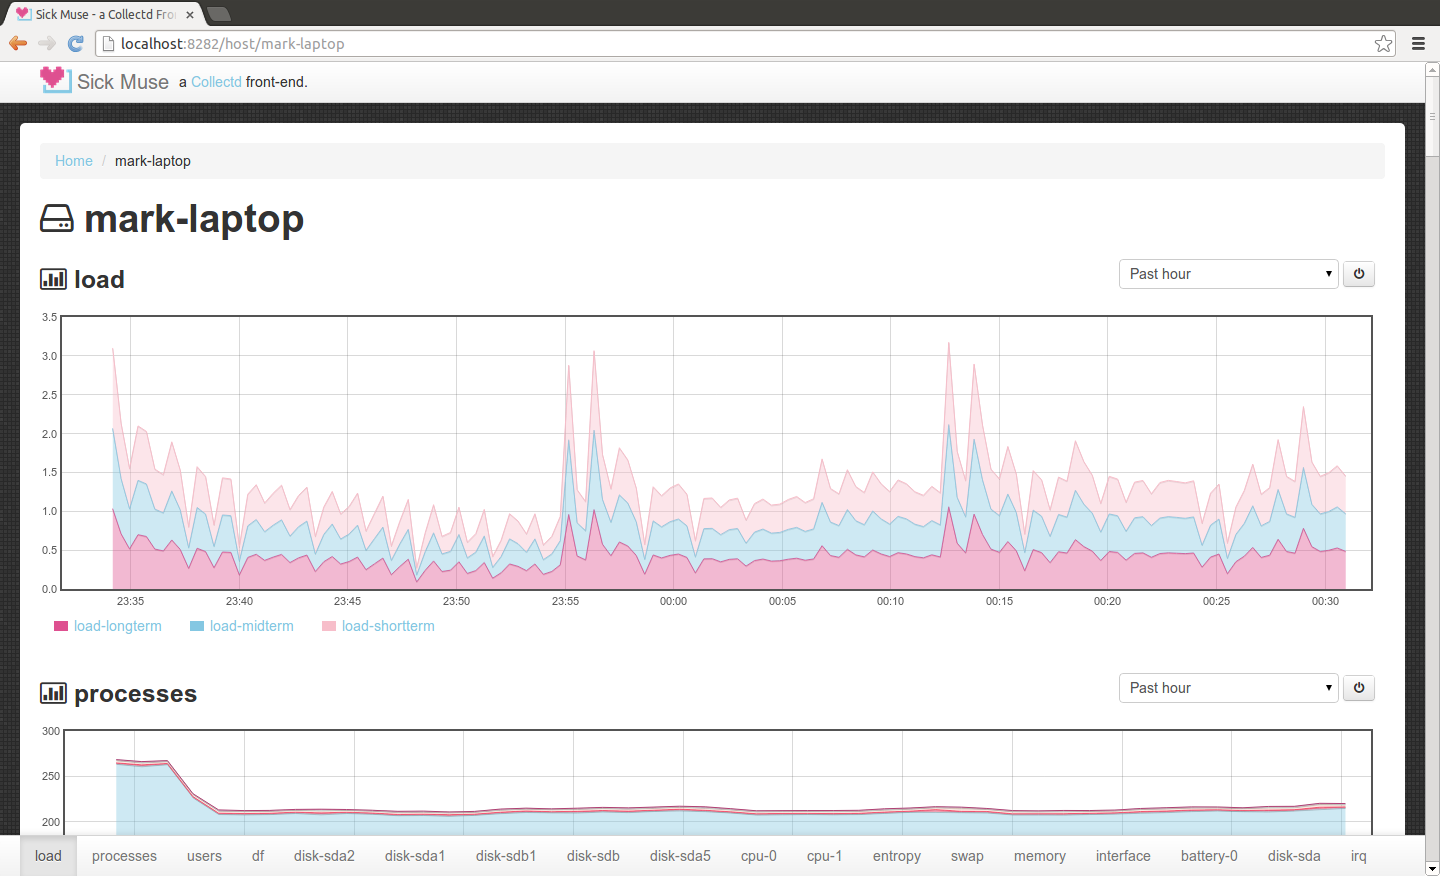 Sick Muse - a Collectd Fro
localhost:8282/host/mark-laptop
Sick Muse a Collectd front-end.
Home / mark-laptop
mark-laptop
load
Past hour
3.5
3.0
2.5
2.0
1.5
1.0
0.5
0.0
23:35 23:40 23:45 23:50 23:55 00:00 00:05 00:10 00:15 00:20 00:25 00:30
load-longterm load-midterm load-shortterm
processes
Past hour
300
250
200
load processes users df disk-sda2 disk-sda1 disk-sdb1 disk-sdb disk-sda5 cpu-0 cpu-1 entropy swap memory interface battery-0 disk-sda irq